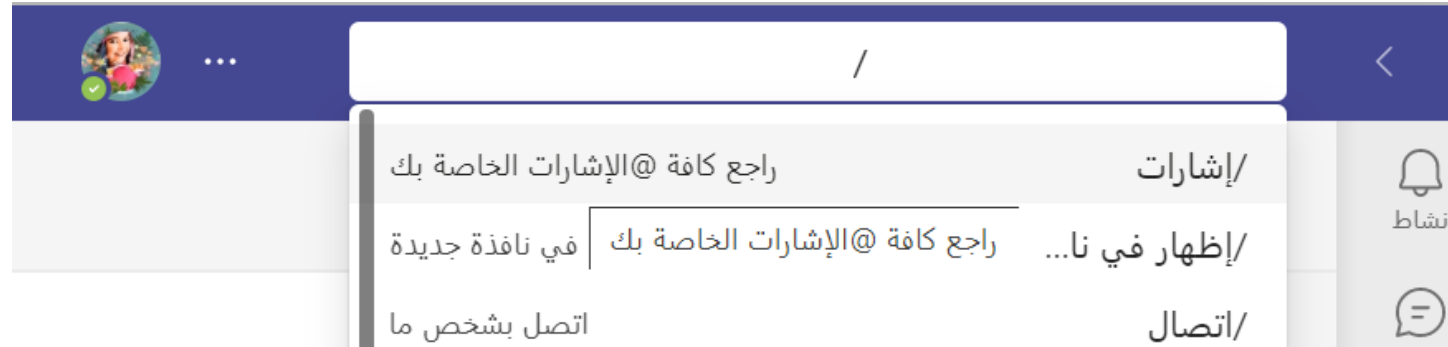 /
/إشارات راجع كافة @الإشارات الخاصة بك
نشاط
/إظهار في نا... راجع كافة @الإشارات الخاصة بك في نافذة جديدة
/اتصال اتصل بشخص ما